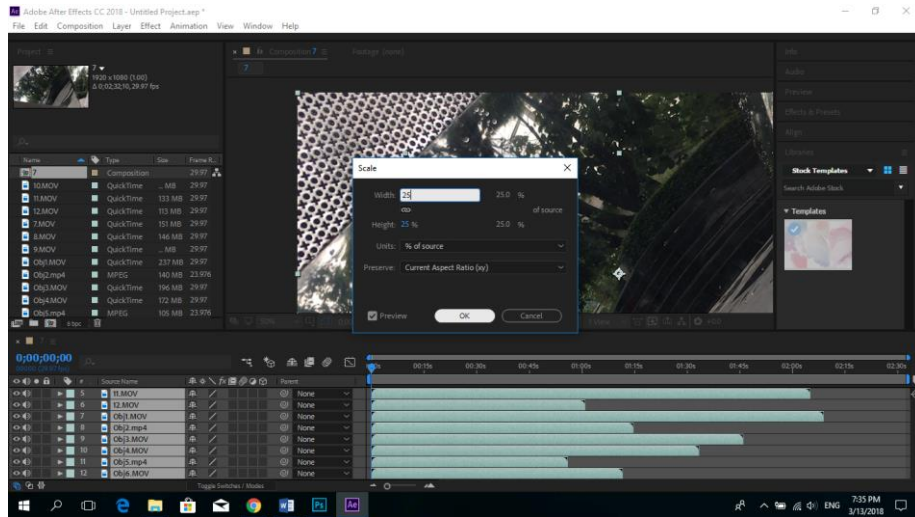 Adobe After Effects CC 2018 - Untitled Project.aep *
File Edit Composition Layer Effect Animation View Window Help
Project
Composition 7
Footage (none)
7
7
1920 x 1080 (1.00)
Δ 0;02;32;10, 29.97 fps
Info
Audio
Preview
Effects & Presets
Align
Libraries
Stock Templates
Search Adobe Stock
Templates
Name Type Size Frame R...
7 Composition 29.97
10.MOV QuickTime ... MB 29.97
11.MOV QuickTime 133 MB 29.97
12.MOV QuickTime 113 MB 29.97
7.MOV QuickTime 151 MB 29.97
8.MOV QuickTime 146 MB 29.97
9.MOV QuickTime ... MB 29.97
Obj1.MOV QuickTime 237 MB 29.97
Obj2.mp4 MPEG 140 MB 23.976
Obj3.MOV QuickTime 196 MB 29.97
Obj4.MOV QuickTime 172 MB 29.97
Obj5.mp4 MPEG 105 MB 23.976
8 bpc
Scale
Width: 25 25.0 %
of source
Height: 25 % 25.0 %
Units: % of source
Preserve: Current Aspect Ratio (xy)
Preview OK Cancel
50%
+0.0
7
0;00;00;00
00000 (29.97 fps)
00:15s 00:30s 00:45s 01:00s 01:15s 01:30s 01:45s 02:00s 02:15s 02:30s
# Source Name Parent
5 11.MOV None
6 12.MOV None
7 Obj1.MOV None
8 Obj2.mp4 None
9 Obj3.MOV None
10 Obj4.MOV None
11 Obj5.mp4 None
12 Obj6.MOV None
Toggle Switches / Modes
ENG
7:35 PM
3/13/2018